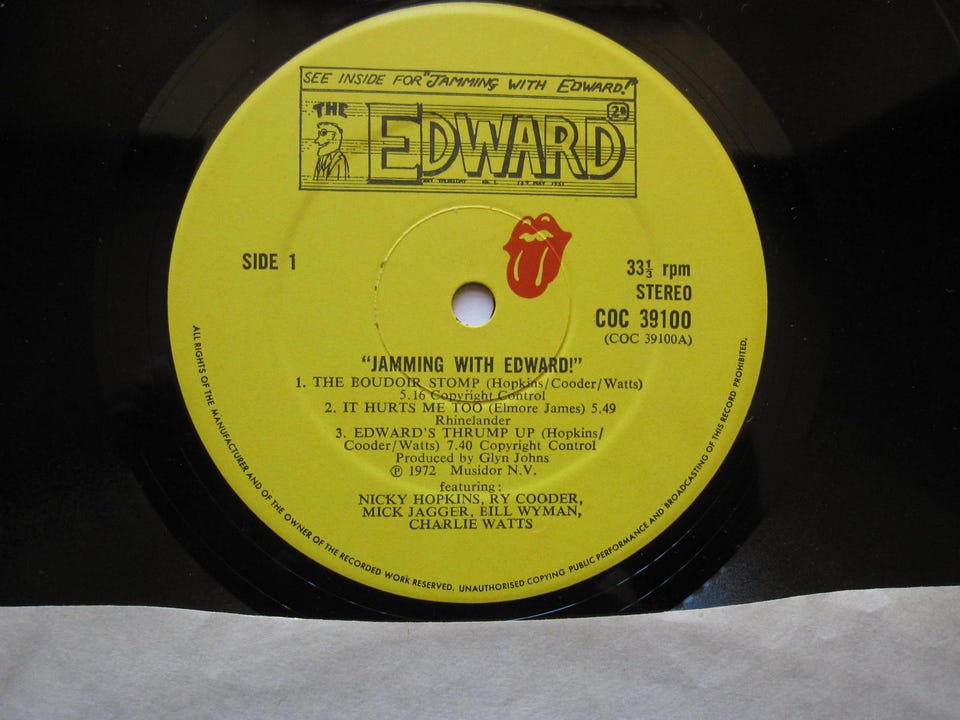 SEE INSIDE FOR "JAMMING WITH EDWARD!"
THE EDWARD
2d
SIDE 1
33⅓ rpm
STEREO
COC 39100
(COC 39100A)
"JAMMING WITH EDWARD!"
1. THE BOUDOIR STOMP (Hopkins/Cooder/Watts)
5.16 Copyright Control
2. IT HURTS ME TOO (Elmore James) 5.49
Rhinelander
3. EDWARD'S THRUMP UP (Hopkins/
Cooder/Watts) 7.40 Copyright Control
Produced by Glyn Johns
℗ 1972 Musidor N.V.
featuring:
NICKY HOPKINS, RY COODER,
MICK JAGGER, BILL WYMAN,
CHARLIE WATTS
ALL RIGHTS OF THE MANUFACTURER AND OF THE OWNER OF THE RECORDED WORK RESERVED. UNAUTHORISED COPYING PUBLIC PERFORMANCE AND BROADCASTING OF THIS RECORD PROHIBITED.